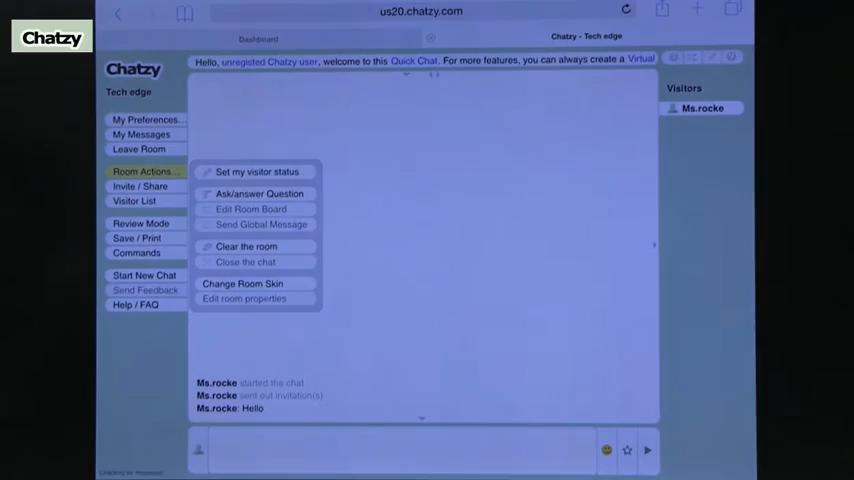 Chatzy
us20.chatzy.com
Dashboard
Chatzy - Tech edge
Chatzy
Hello, unregisted Chatzy user, welcome to this Quick Chat. For more features, you can always create a Virtual
Tech edge
Visitors
Ms.rocke
My Preferences...
My Messages
Leave Room
Room Actions...
Invite / Share
Visitor List
Review Mode
Save / Print
Commands
Start New Chat
Send Feedback
Help / FAQ
Set my visitor status
Ask/answer Question
Edit Room Board
Send Global Message
Clear the room
Close the chat
Change Room Skin
Edit room properties
Ms.rocke started the chat
Ms.rocke sent out invitation(s)
Ms.rocke: Hello